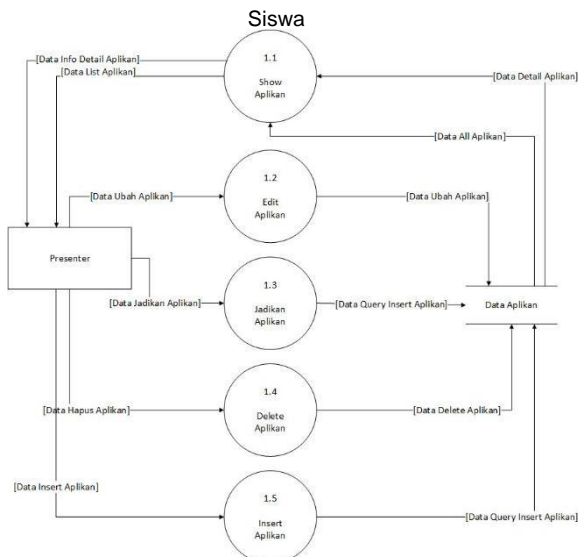 Siswa
1.1
Show
Aplikan
[Data Info Detail Aplikan]
[Data List Aplikan]
[Data Detail Aplikan]
[Data All Aplikan]
1.2
Edit
Aplikan
[Data Ubah Aplikan]
[Data Ubah Aplikan]
Presenter
1.3
Jadikan
Aplikan
[Data Jadikan Aplikan]
[Data Query Insert Aplikan]
Data Aplikan
1.4
Delete
Aplikan
[Data Hapus Aplikan]
[Data Delete Aplikan]
1.5
Insert
Aplikan
[Data Insert Aplikan]
[Data Query Insert Aplikan]